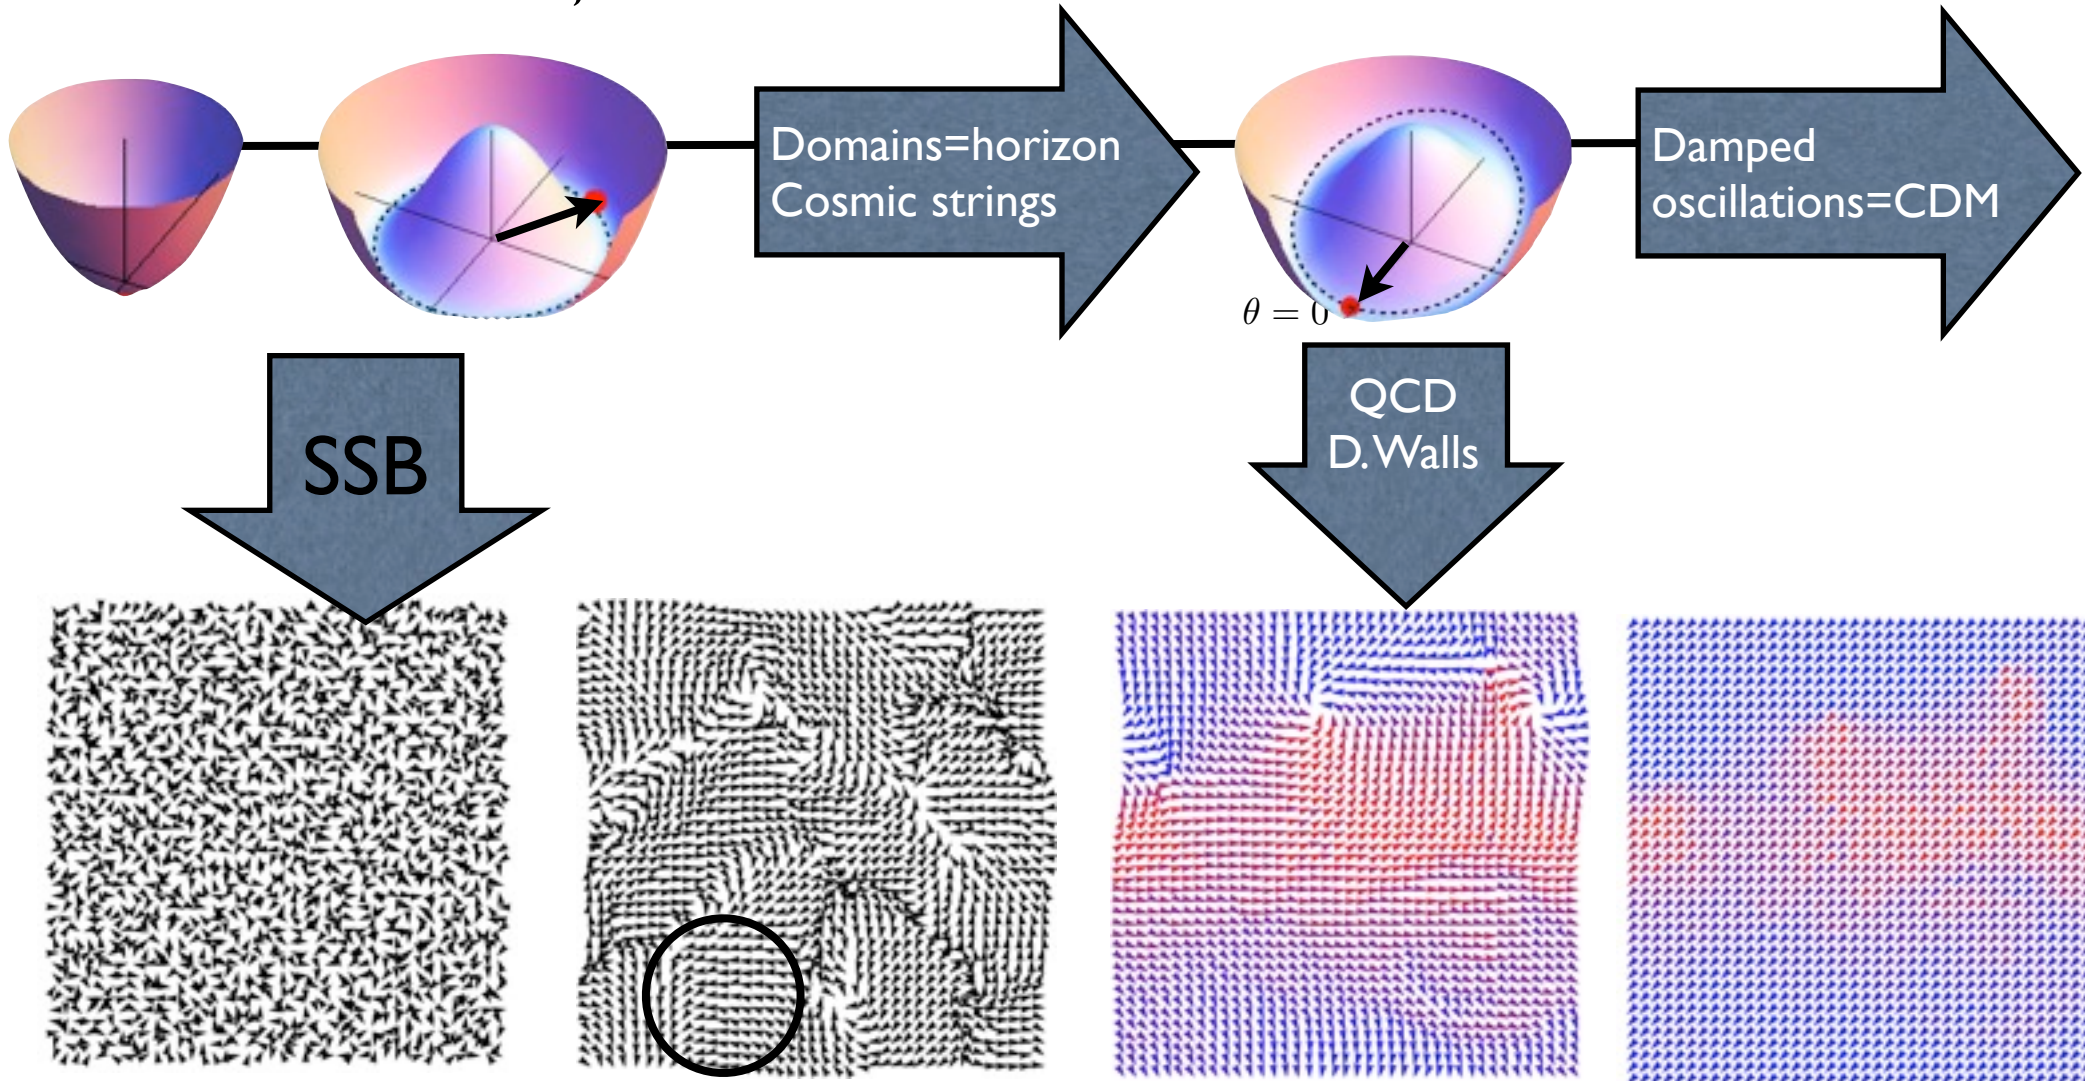 Domains=horizon
Cosmic strings
Damped
oscillations=CDM
θ = 0
SSB
QCD
D. Walls